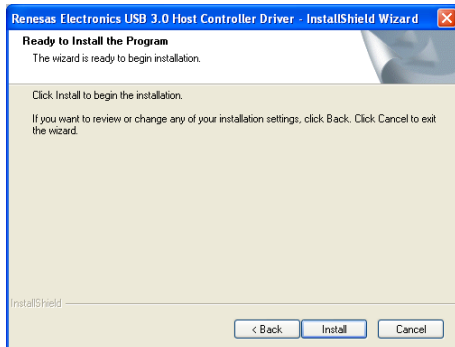 Renesas Electronics USB 3.0 Host Controller Driver - InstallShield Wizard
Ready to Install the Program
The wizard is ready to begin installation.
Click Install to begin the installation.
If you want to review or change any of your installation settings, click Back. Click Cancel to exit
the wizard.
InstallShield
< Back Install Cancel